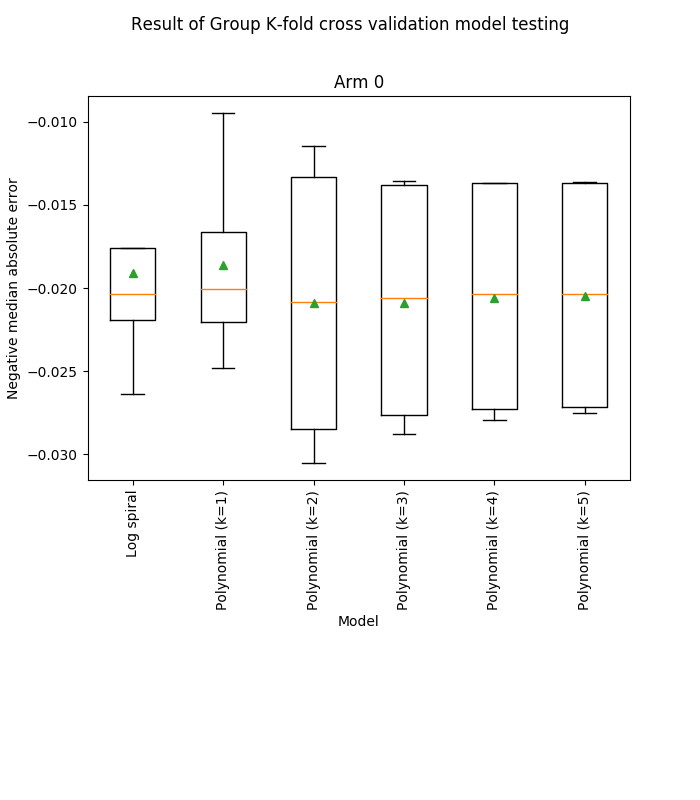 Result of Group K-fold cross validation model testing
Arm 0
Negative median absolute error
−0.010
−0.015
−0.020
−0.025
−0.030
Log spiral
Polynomial (k=1)
Polynomial (k=2)
Polynomial (k=3)
Polynomial (k=4)
Polynomial (k=5)
Model